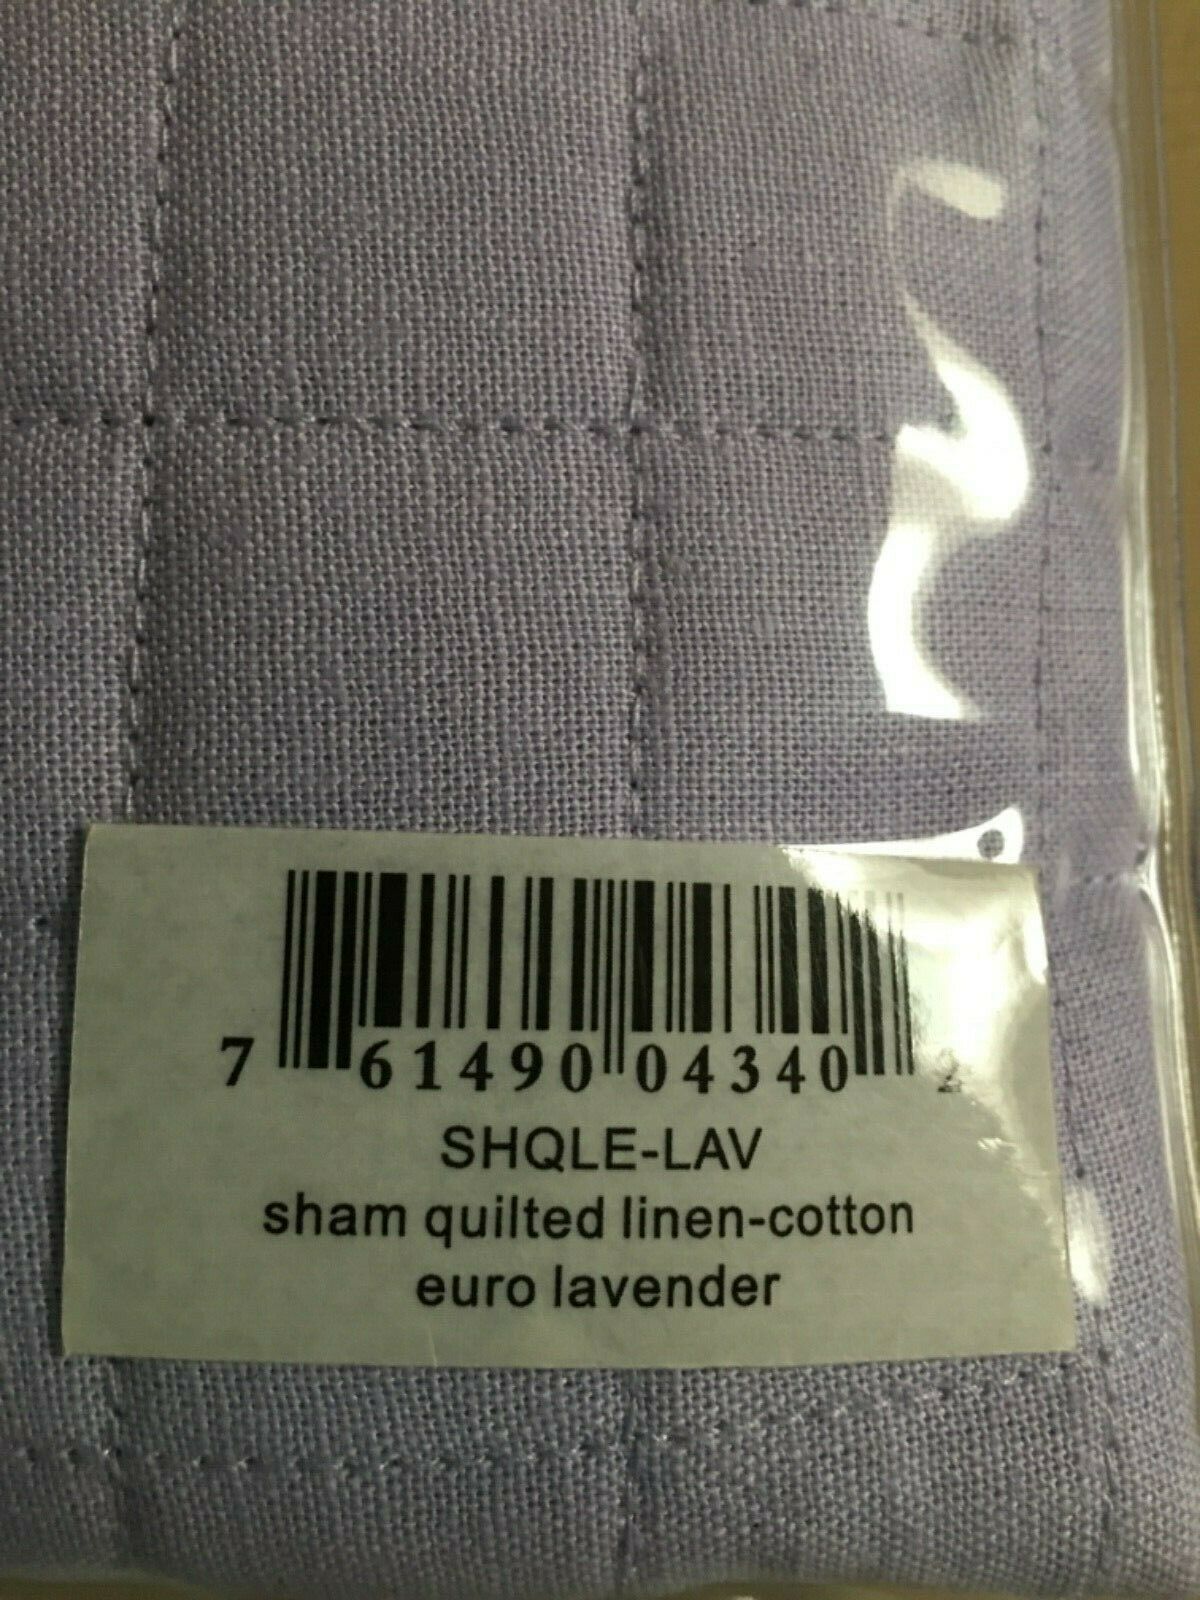 7 61490 04340 2
SHQLE-LAV
sham quilted linen-cotton
euro lavender